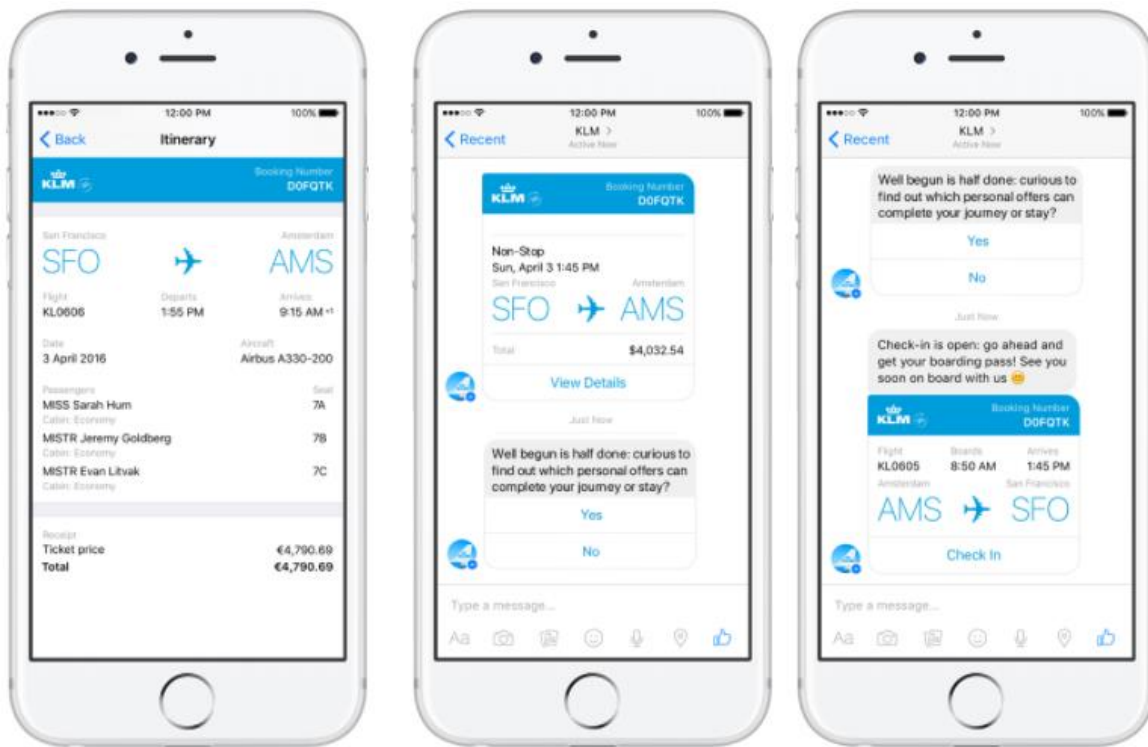 12:00 PM 100%
Back Itinerary
KLM Booking Number
D0FQTK
San Francisco Amsterdam
SFO AMS
Flight Departs Arrives
KL0606 1:55 PM 9:15 AM +1
Date Aircraft
3 April 2016 Airbus A330-200
Passengers Seat
MISS Sarah Hum 7A
Cabin: Economy
MISTR Jeremy Goldberg 7B
Cabin: Economy
MISTR Evan Litvak 7C
Cabin: Economy
Receipt
Ticket price €4,790.69
Total €4,790.69
12:00 PM 100%
Recent KLM >
Active Now
KLM Booking Number
D0FQTK
Non-Stop
Sun, April 3 1:45 PM
San Francisco Amsterdam
SFO AMS
Total $4,032.54
View Details
Just Now
Well begun is half done: curious to
find out which personal offers can
complete your journey or stay?
Yes
No
Type a message...
Aa
12:00 PM 100%
Recent KLM >
Active Now
Well begun is half done: curious to
find out which personal offers can
complete your journey or stay?
Yes
No
Just Now
Check-in is open: go ahead and
get your boarding pass! See you
soon on board with us 😊
KLM Booking Number
D0FQTK
Flight Boards Arrives
KL0605 8:50 AM 1:45 PM
Amsterdam San Francisco
AMS SFO
Check In
Type a message...
Aa